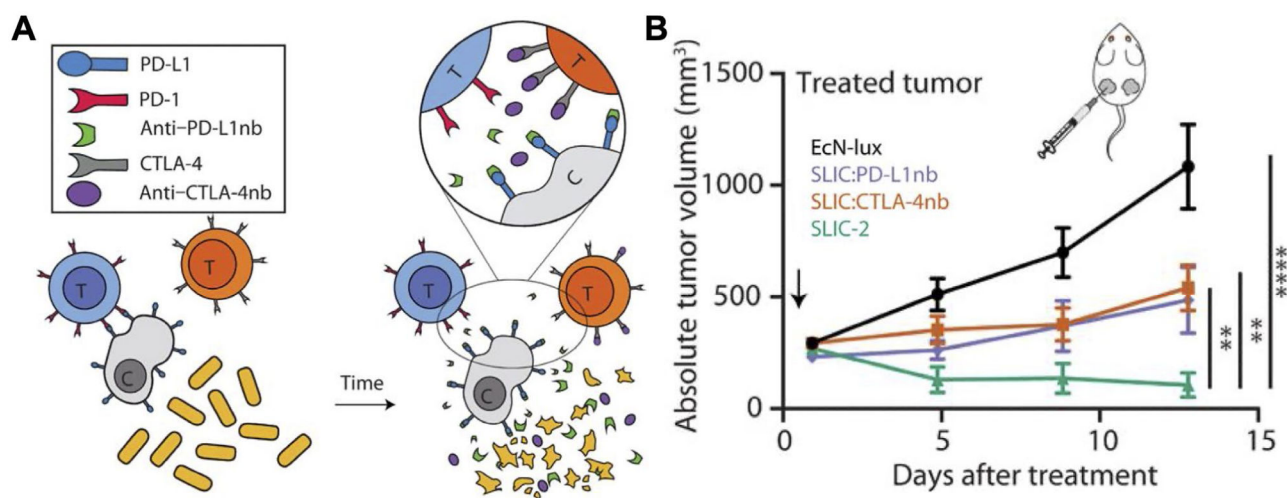 A
PD-L1
PD-1
Anti-PD-L1nb
CTLA-4
Anti-CTLA-4nb
T
T
C
Time
T
T
C
T
T
C
B
Absolute tumor volume (mm³)
1500
1000
500
0
Treated tumor
EcN-lux
SLIC:PD-L1nb
SLIC:CTLA-4nb
SLIC-2
**
**
****
0
5
10
15
Days after treatment